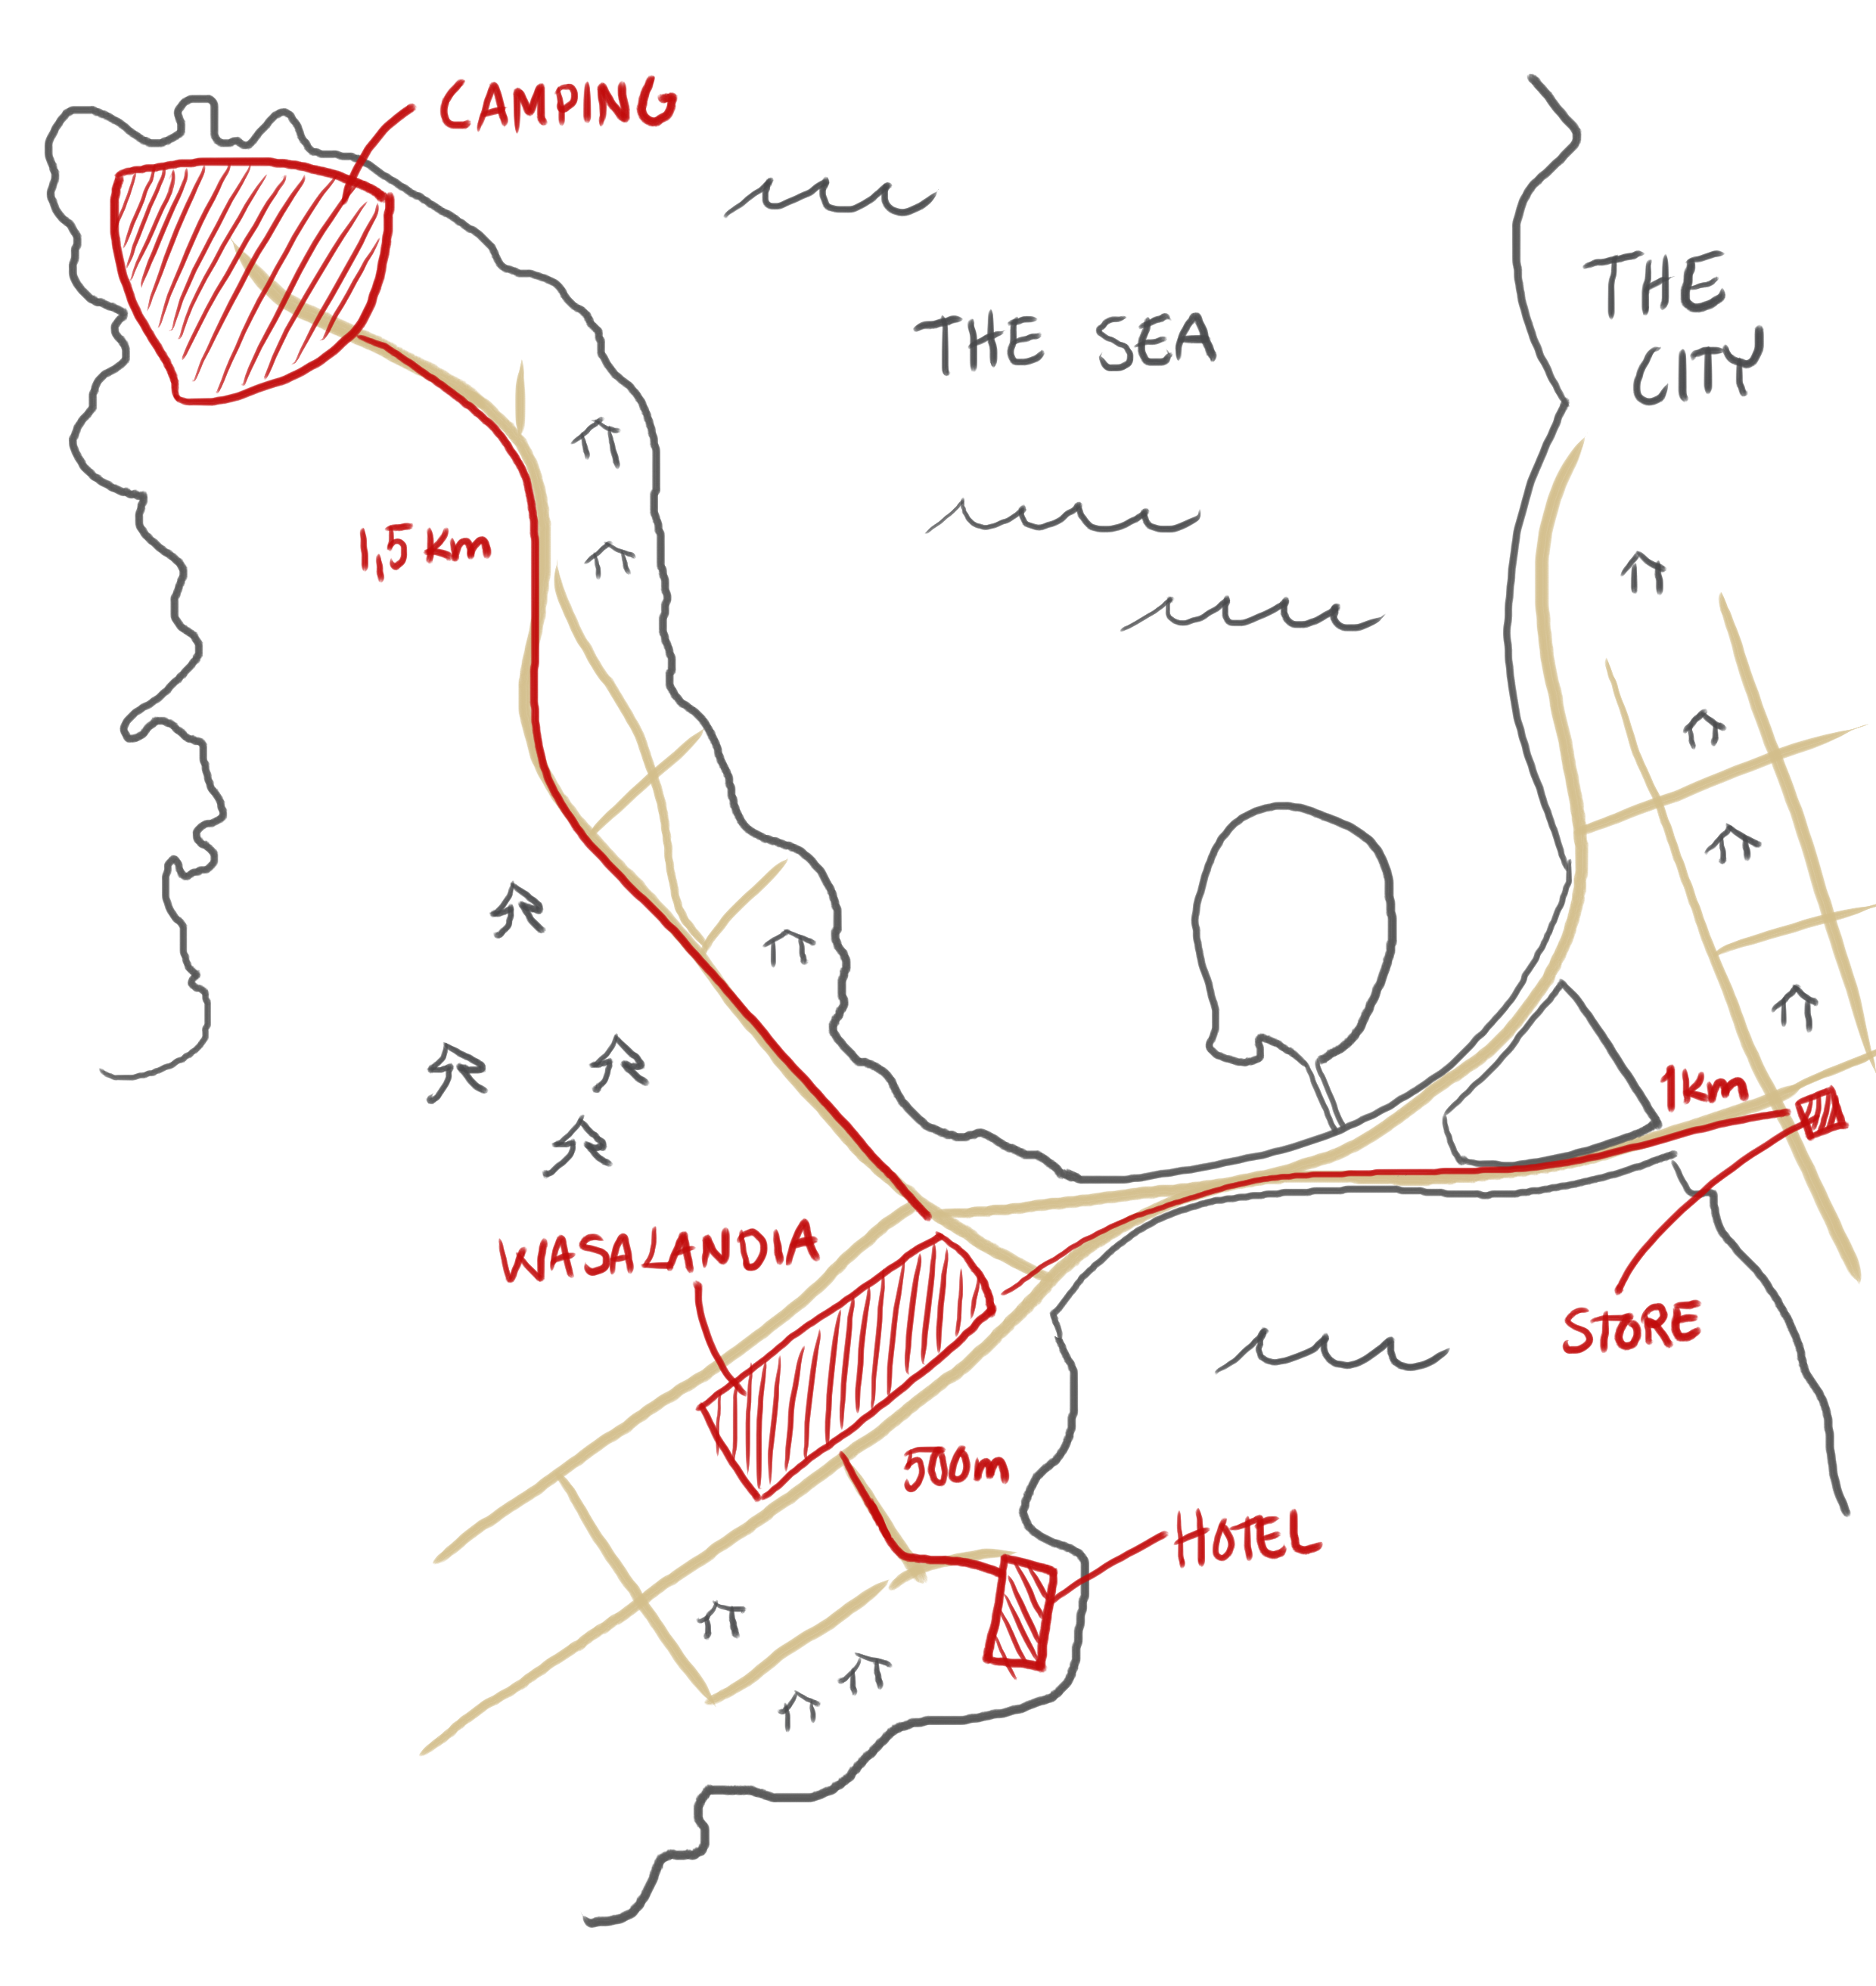 CAMPING
THE SEA
THE
CITY
1,5 km
1km
WASALANDIA
STORE
500m
HOTEL